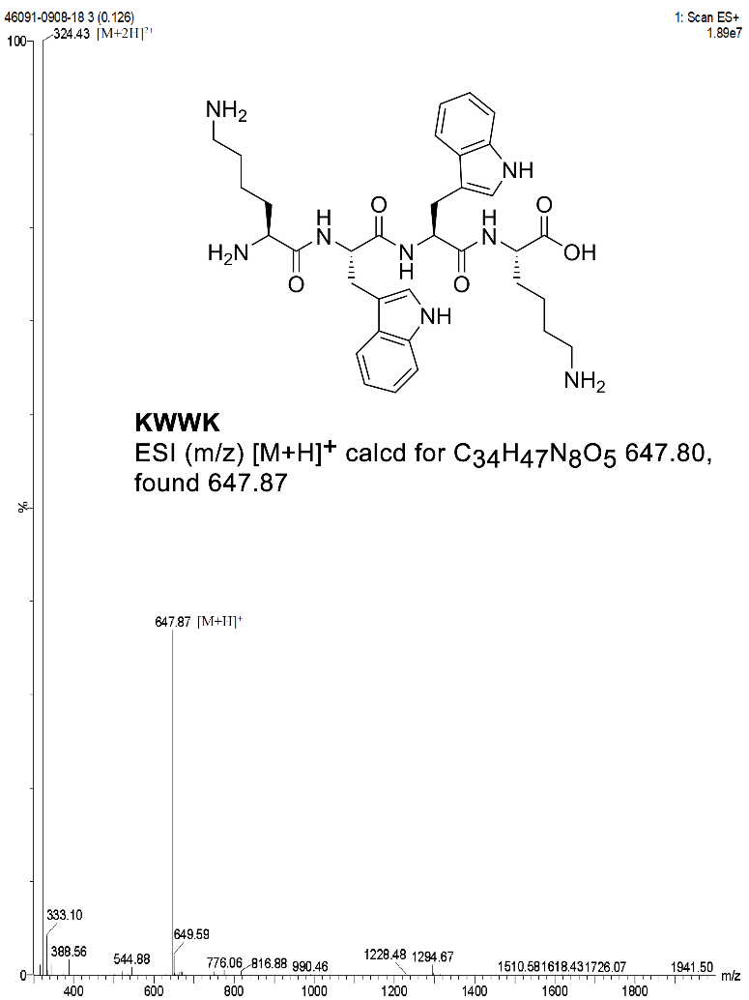 46091-0908-18 3 (0.126)
1: Scan ES+
1.89e7
100
324.43 [M+2H]²⁺
NH₂
NH
H
N
O
H
N
O
H₂N
O
N
H
O
OH
NH
NH₂
KWWK
ESI (m/z) [M+H]⁺ calcd for C₃₄H₄₇N₈O₅ 647.80,
found 647.87
%
647.87 [M+H]⁺
333.10
388.56
544.88
649.59
776.06
816.88
990.46
1228.48
1294.67
1510.58
1618.43
1726.07
1941.50
0
400 600 800 1000 1200 1400 1600 1800 m/z